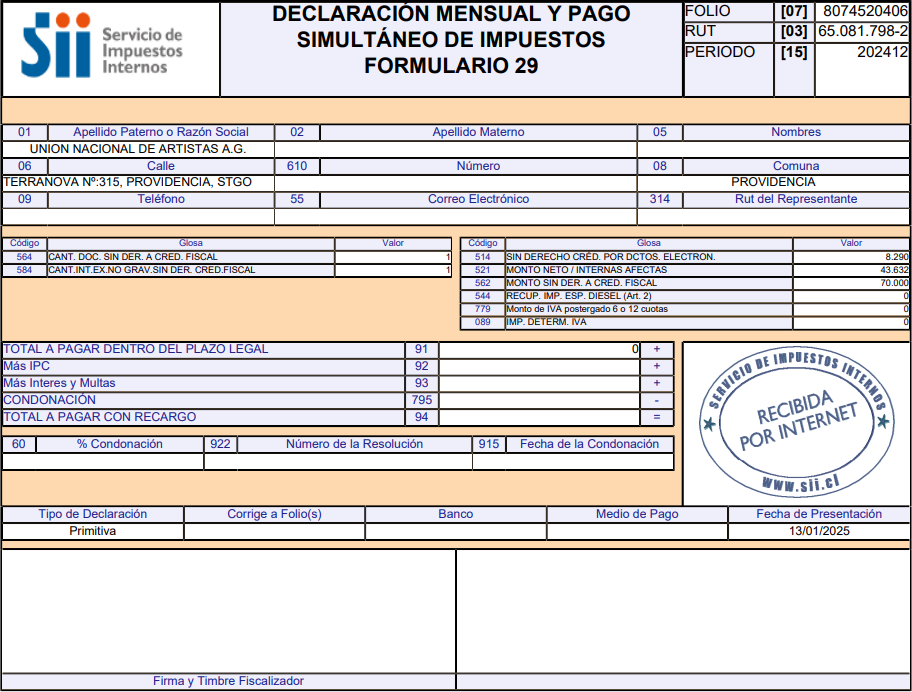 sii Servicio de
Impuestos
Internos
DECLARACIÓN MENSUAL Y PAGO
SIMULTÁNEO DE IMPUESTOS
FORMULARIO 29
FOLIO [07] 8074520406
RUT [03] 65.081.798-2
PERIODO [15] 202412
01 Apellido Paterno o Razón Social 02 Apellido Materno 05 Nombres
UNION NACIONAL DE ARTISTAS A.G.
06 Calle 610 Número 08 Comuna
TERRANOVA Nº:315, PROVIDENCIA, STGO PROVIDENCIA
09 Teléfono 55 Correo Electrónico 314 Rut del Representante
Código Glosa Valor
564 CANT. DOC. SIN DER. A CRED. FISCAL 1
584 CANT.INT.EX.NO GRAV.SIN DER. CRED.FISCAL 1
Código Glosa Valor
514 SIN DERECHO CRÉD. POR DCTOS. ELECTRON. 8.290
521 MONTO NETO / INTERNAS AFECTAS 43.632
562 MONTO SIN DER. A CRED. FISCAL 70.000
544 RECUP. IMP. ESP. DIESEL (Art. 2) 0
779 Monto de IVA postergado 6 o 12 cuotas 0
089 IMP. DETERM. IVA 0
TOTAL A PAGAR DENTRO DEL PLAZO LEGAL 91 0 +
Más IPC 92 +
Más Interes y Multas 93 +
CONDONACIÓN 795 -
TOTAL A PAGAR CON RECARGO 94 =
60 % Condonación 922 Número de la Resolución 915 Fecha de la Condonación
SERVICIO DE IMPUESTOS INTERNOS
RECIBIDA
POR INTERNET
www.sii.cl
Tipo de Declaración Corrige a Folio(s) Banco Medio de Pago Fecha de Presentación
Primitiva 13/01/2025
Firma y Timbre Fiscalizador